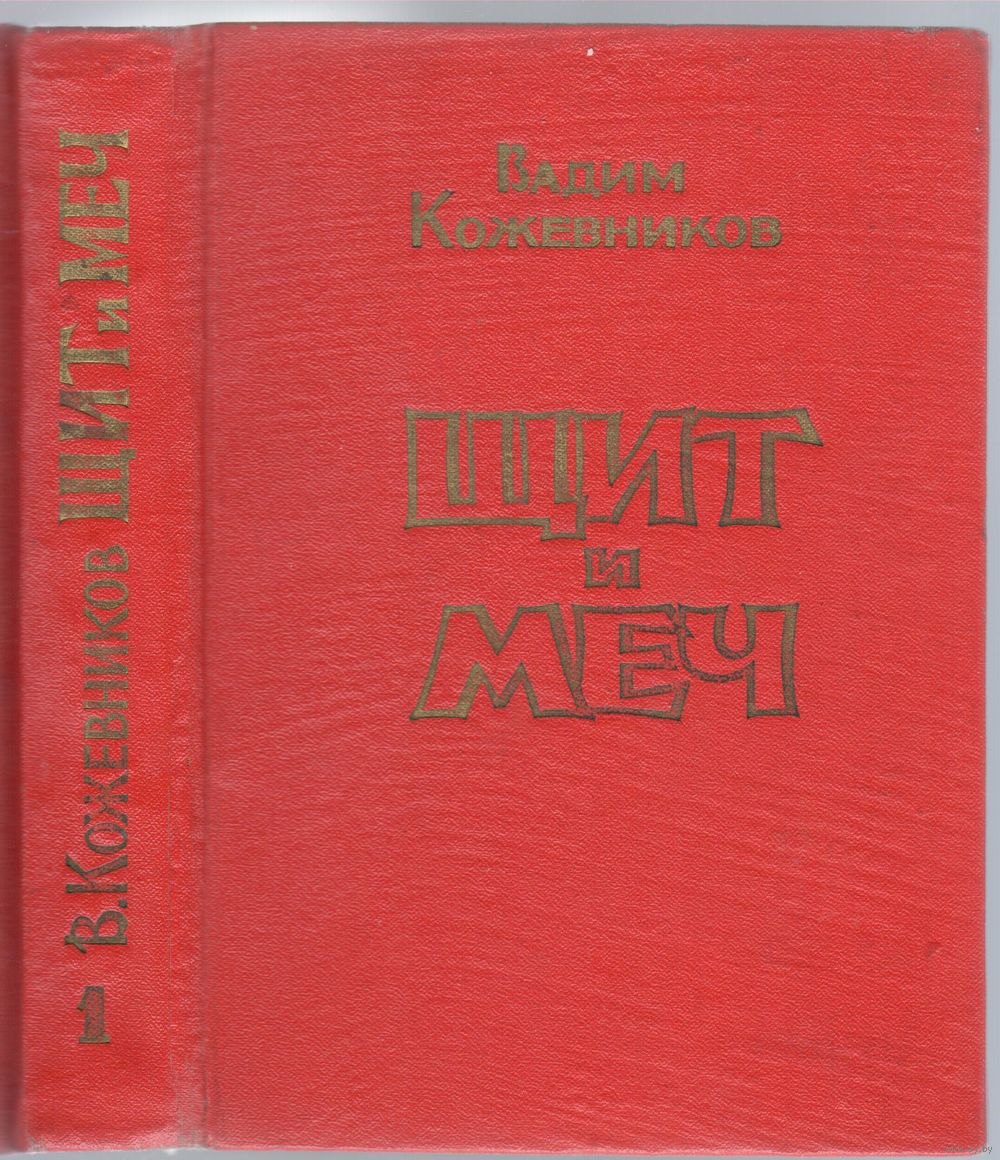 Вадим
Кожевников
ЩИТ
и
МЕЧ
1 В. Кожевников ЩИТ и МЕЧ